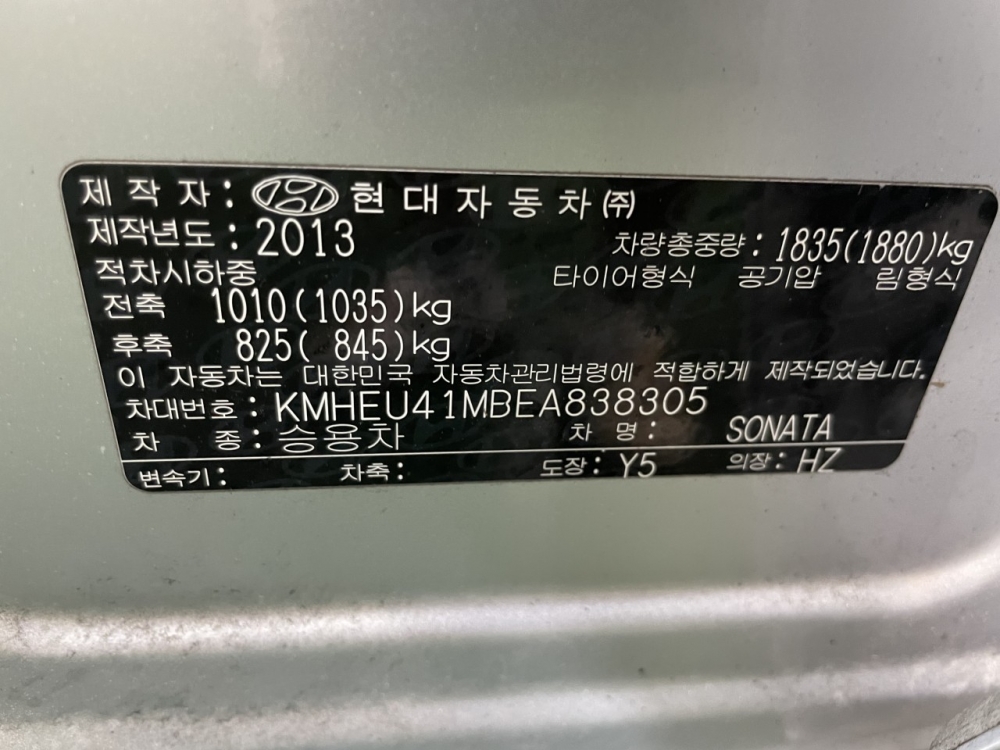 제 작 자 : 현대자동차㈜
제작년도 : 2013 차량총중량 : 1835(1880)kg
적차시하중 타이어형식 공기압 림형식
전축 1010(1035)kg
후축 825( 845)kg
이 자동차는 대한민국 자동차관리법령에 적합하게 제작되었습니다.
차대번호 : KMHEU41MBEA838305
차 종 : 승용차 차 명 : SONATA
변속기 : 차축 : 도장 : Y5 의장 : HZ